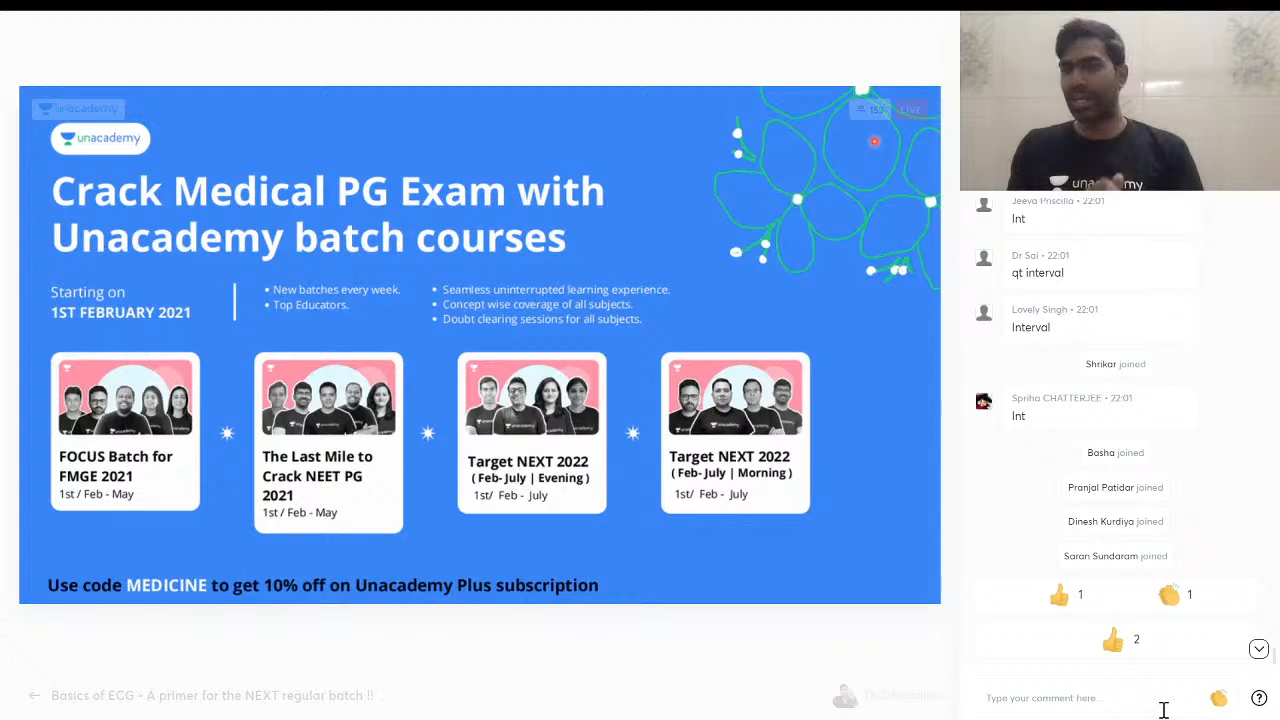 unacademy
153
LIVE
unacademy
Crack Medical PG Exam with
Unacademy batch courses
Starting on
1ST FEBRUARY 2021
• New batches every week.
• Top Educators.
• Seamless uninterrupted learning experience.
• Concept wise coverage of all subjects.
• Doubt clearing sessions for all subjects.
FOCUS Batch for
FMGE 2021
1st / Feb - May
The Last Mile to
Crack NEET PG
2021
1st / Feb - May
Target NEXT 2022
( Feb- July | Evening )
1st/ Feb - July
Target NEXT 2022
( Feb- July | Morning )
1st/ Feb - July
Use code MEDICINE to get 10% off on Unacademy Plus subscription
Basics of ECG - A primer for the NEXT regular batch !!
Jeeva Priscilla • 22:01
Int
Dr Sai • 22:01
qt interval
Lovely Singh • 22:01
Interval
Shrikar joined
Spriha CHATTERJEE • 22:01
Int
Basha joined
Pranjal Patidar joined
Dinesh Kurdiya joined
Saran Sundaram joined
1
1
2
Type your comment here...